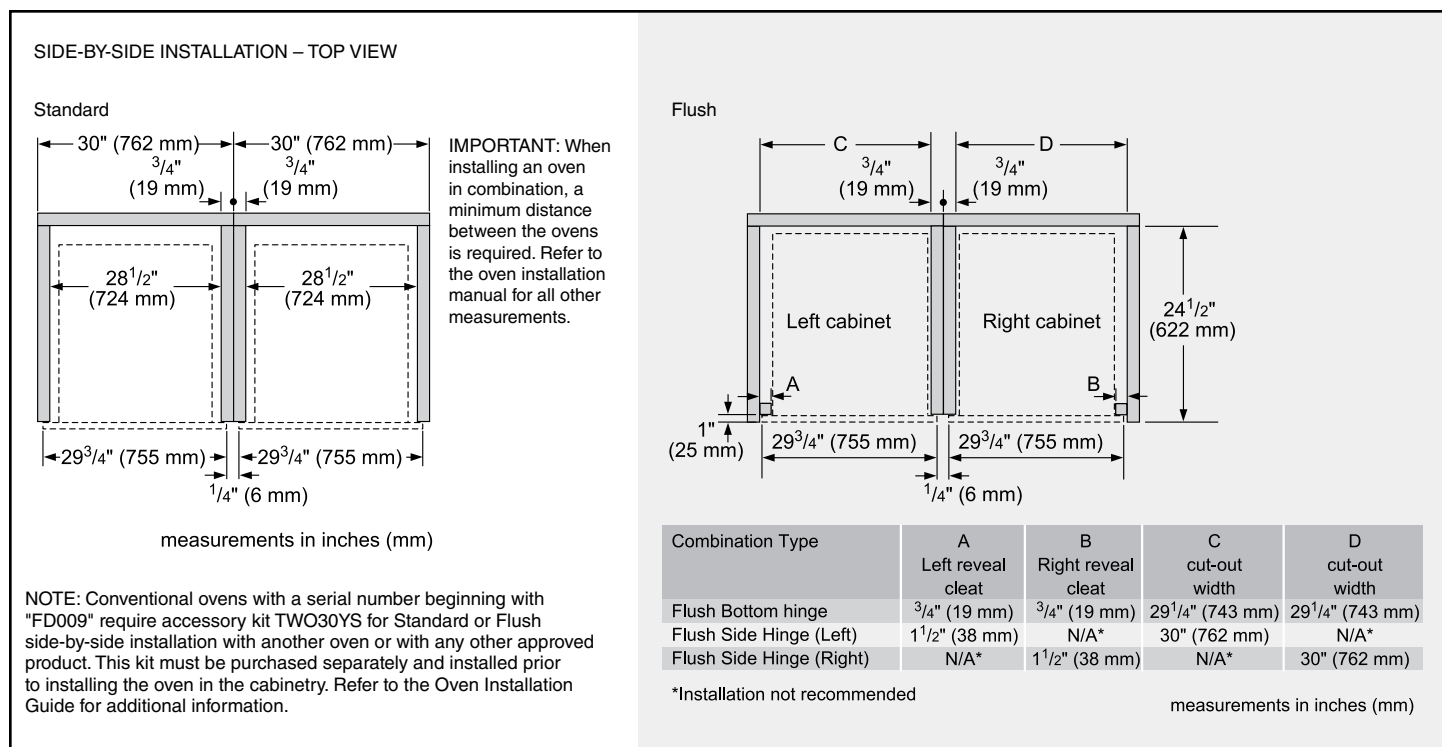 SIDE-BY-SIDE INSTALLATION – TOP VIEW
Standard
30" (762 mm) 30" (762 mm)
3/4" 3/4"
(19 mm) (19 mm)
28 1/2" 28 1/2"
(724 mm) (724 mm)
29 3/4" (755 mm) 29 3/4" (755 mm)
1/4" (6 mm)
measurements in inches (mm)
IMPORTANT: When
installing an oven
in combination, a
minimum distance
between the ovens
is required. Refer to
the oven installation
manual for all other
measurements.
NOTE: Conventional ovens with a serial number beginning with
"FD009" require accessory kit TWO30YS for Standard or Flush
side-by-side installation with another oven or with any other approved
product. This kit must be purchased separately and installed prior
to installing the oven in the cabinetry. Refer to the Oven Installation
Guide for additional information.
Flush
C D
3/4" 3/4"
(19 mm) (19 mm)
Left cabinet Right cabinet
24 1/2"
(622 mm)
A B
1"
(25 mm)
29 3/4" (755 mm) 29 3/4" (755 mm)
1/4" (6 mm)
Combination Type A B C D
Left reveal Right reveal cut-out cut-out
cleat cleat width width
Flush Bottom hinge 3/4" (19 mm) 3/4" (19 mm) 29 1/4" (743 mm) 29 1/4" (743 mm)
Flush Side Hinge (Left) 1 1/2" (38 mm) N/A* 30" (762 mm) N/A*
Flush Side Hinge (Right) N/A* 1 1/2" (38 mm) N/A* 30" (762 mm)
*Installation not recommended
measurements in inches (mm)